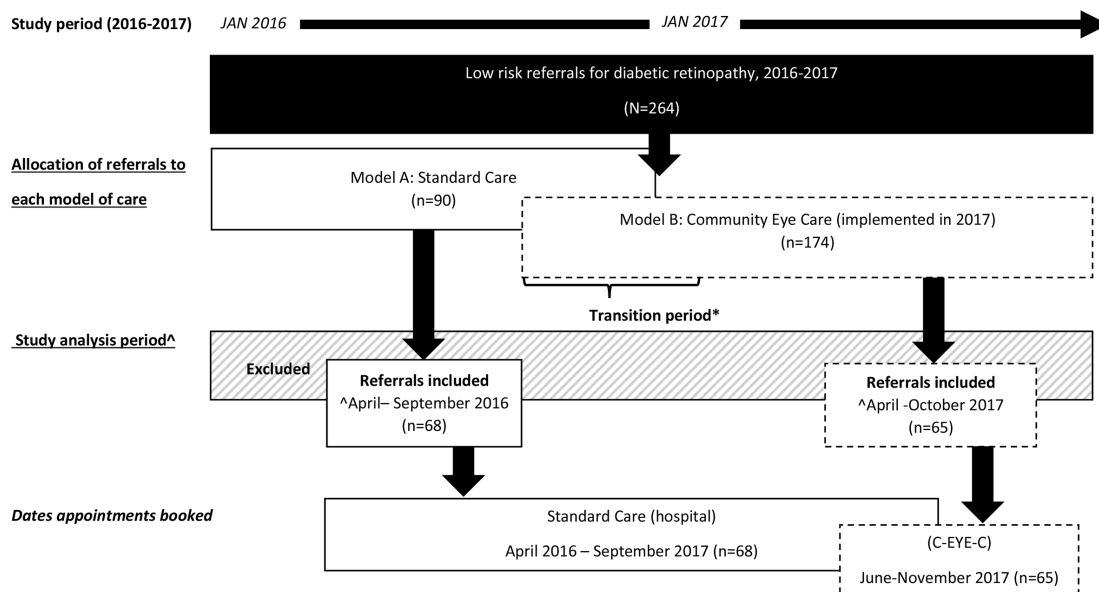 Study period (2016-2017)
JAN 2016
JAN 2017
Low risk referrals for diabetic retinopathy, 2016-2017
(N=264)
Allocation of referrals to
each model of care
Model A: Standard Care
(n=90)
Model B: Community Eye Care (implemented in 2017)
(n=174)
Transition period*
Study analysis period^
Excluded
Referrals included
^April– September 2016
(n=68)
Referrals included
^April -October 2017
(n=65)
Dates appointments booked
Standard Care (hospital)
April 2016 – September 2017 (n=68)
(C-EYE-C)
June-November 2017 (n=65)